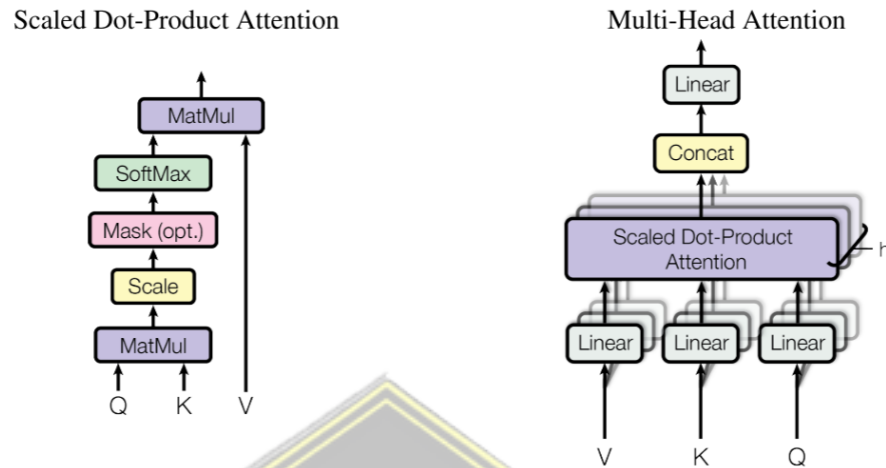 Scaled Dot-Product Attention
MatMul
SoftMax
Mask (opt.)
Scale
MatMul
Q K V
Multi-Head Attention
Linear
Concat
Scaled Dot-Product
Attention
h
Linear Linear Linear
V K Q